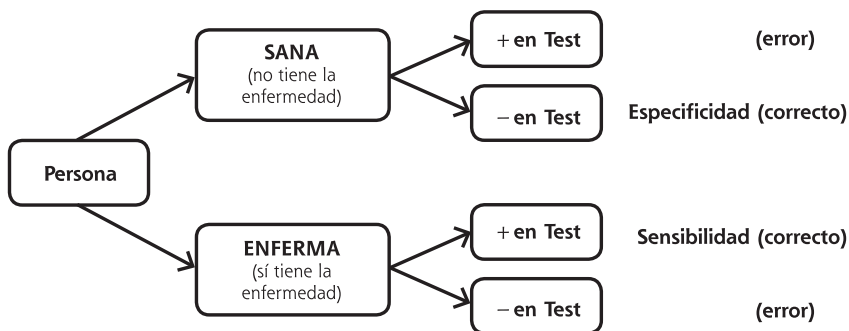 SANA
(no tiene la
enfermedad)
+ en Test
(error)
− en Test
Especificidad (correcto)
Persona
ENFERMA
(sí tiene la
enfermedad)
+ en Test
Sensibilidad (correcto)
− en Test
(error)